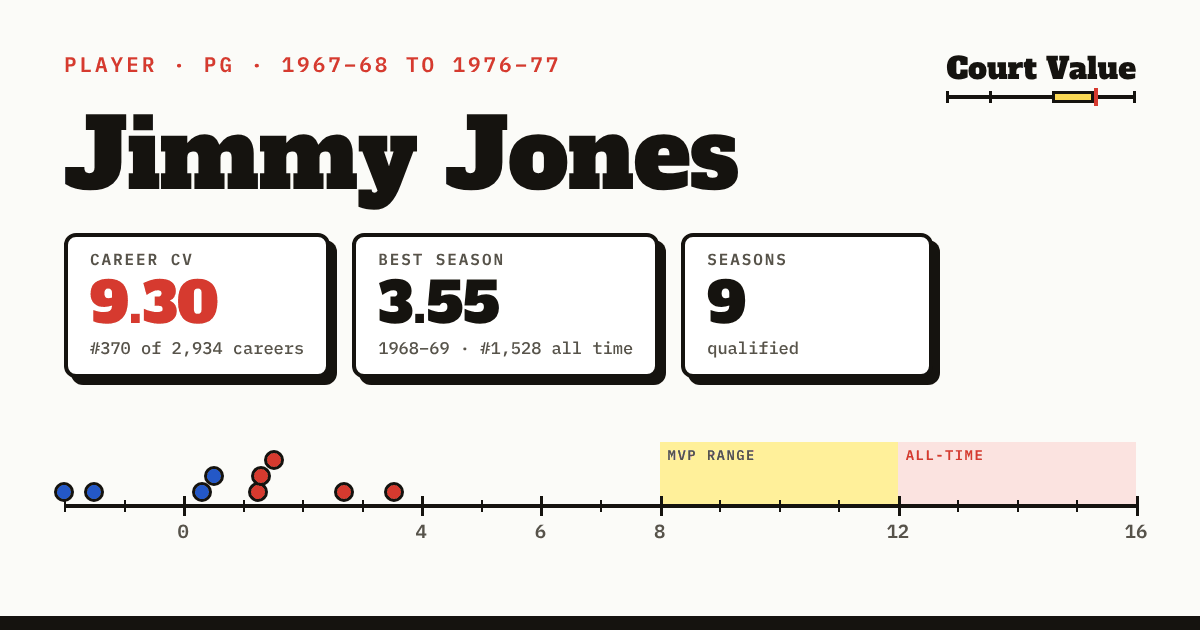 PLAYER · PG · 1967–68 TO 1976–77
Court Value
Jimmy Jones
CAREER CV
9.30
#370 of 2,934 careers
BEST SEASON
3.55
1968–69 · #1,528 all time
SEASONS
9
qualified
MVP RANGE
ALL-TIME
0 4 6 8 12 16